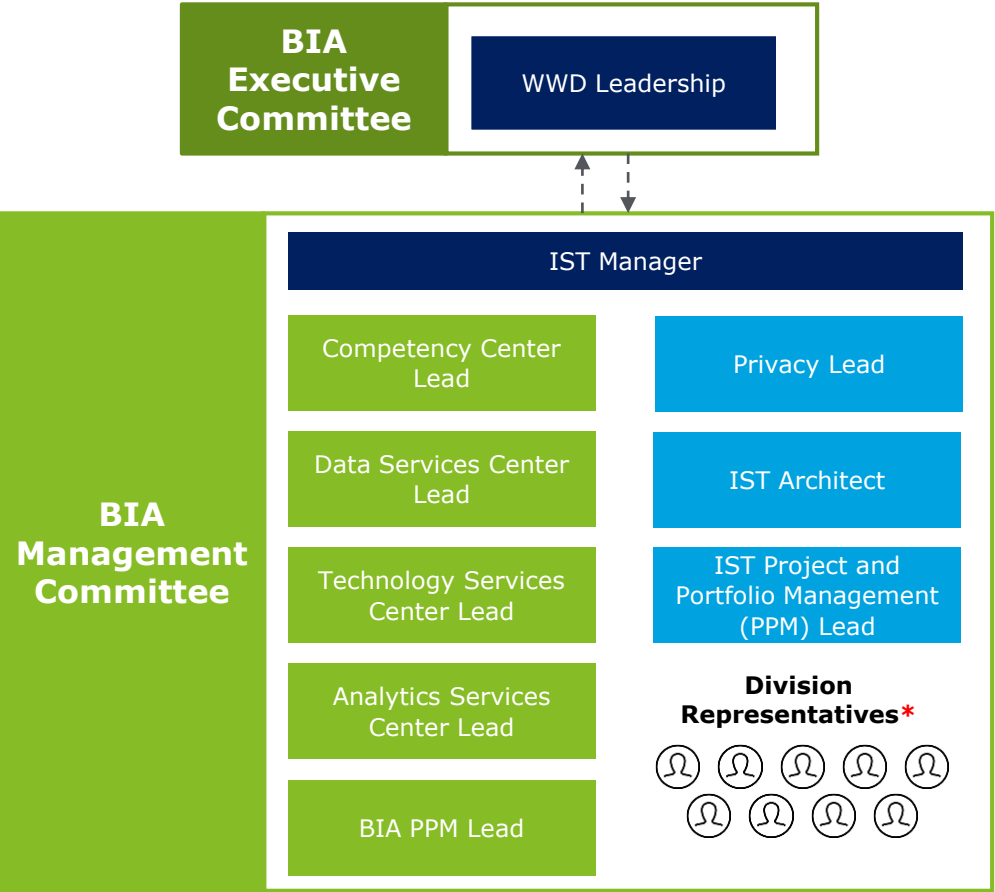 BIA
Executive
Committee
WWD Leadership
BIA
Management
Committee
IST Manager
Competency Center
Lead
Data Services Center
Lead
Technology Services
Center Lead
Analytics Services
Center Lead
BIA PPM Lead
Privacy Lead
IST Architect
IST Project and
Portfolio Management
(PPM) Lead
Division
Representatives*